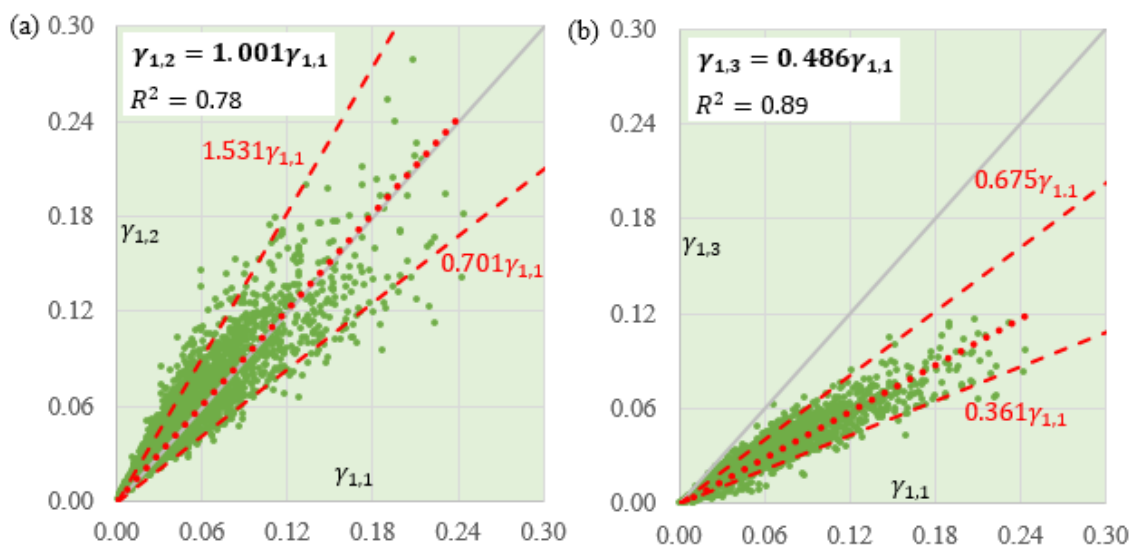 (a)
0.30
0.24
0.18
0.12
0.06
0.00
γ₁,₂ = 1.001γ₁,₁
R² = 0.78
1.531γ₁,₁
0.701γ₁,₁
γ₁,₂
γ₁,₁
0.00 0.06 0.12 0.18 0.24 0.30
(b)
0.30
0.24
0.18
0.12
0.06
0.00
γ₁,₃ = 0.486γ₁,₁
R² = 0.89
0.675γ₁,₁
γ₁,₃
0.361γ₁,₁
γ₁,₁
0.00 0.06 0.12 0.18 0.24 0.30